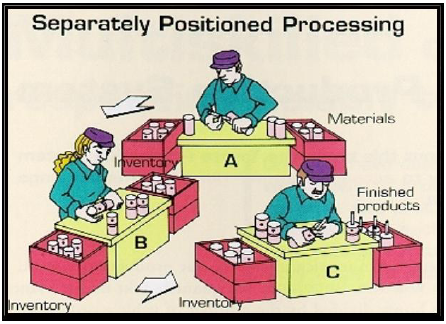 Separately Positioned Processing
Materials
Inventory
A
Finished
products
B
C
Inventory
Inventory